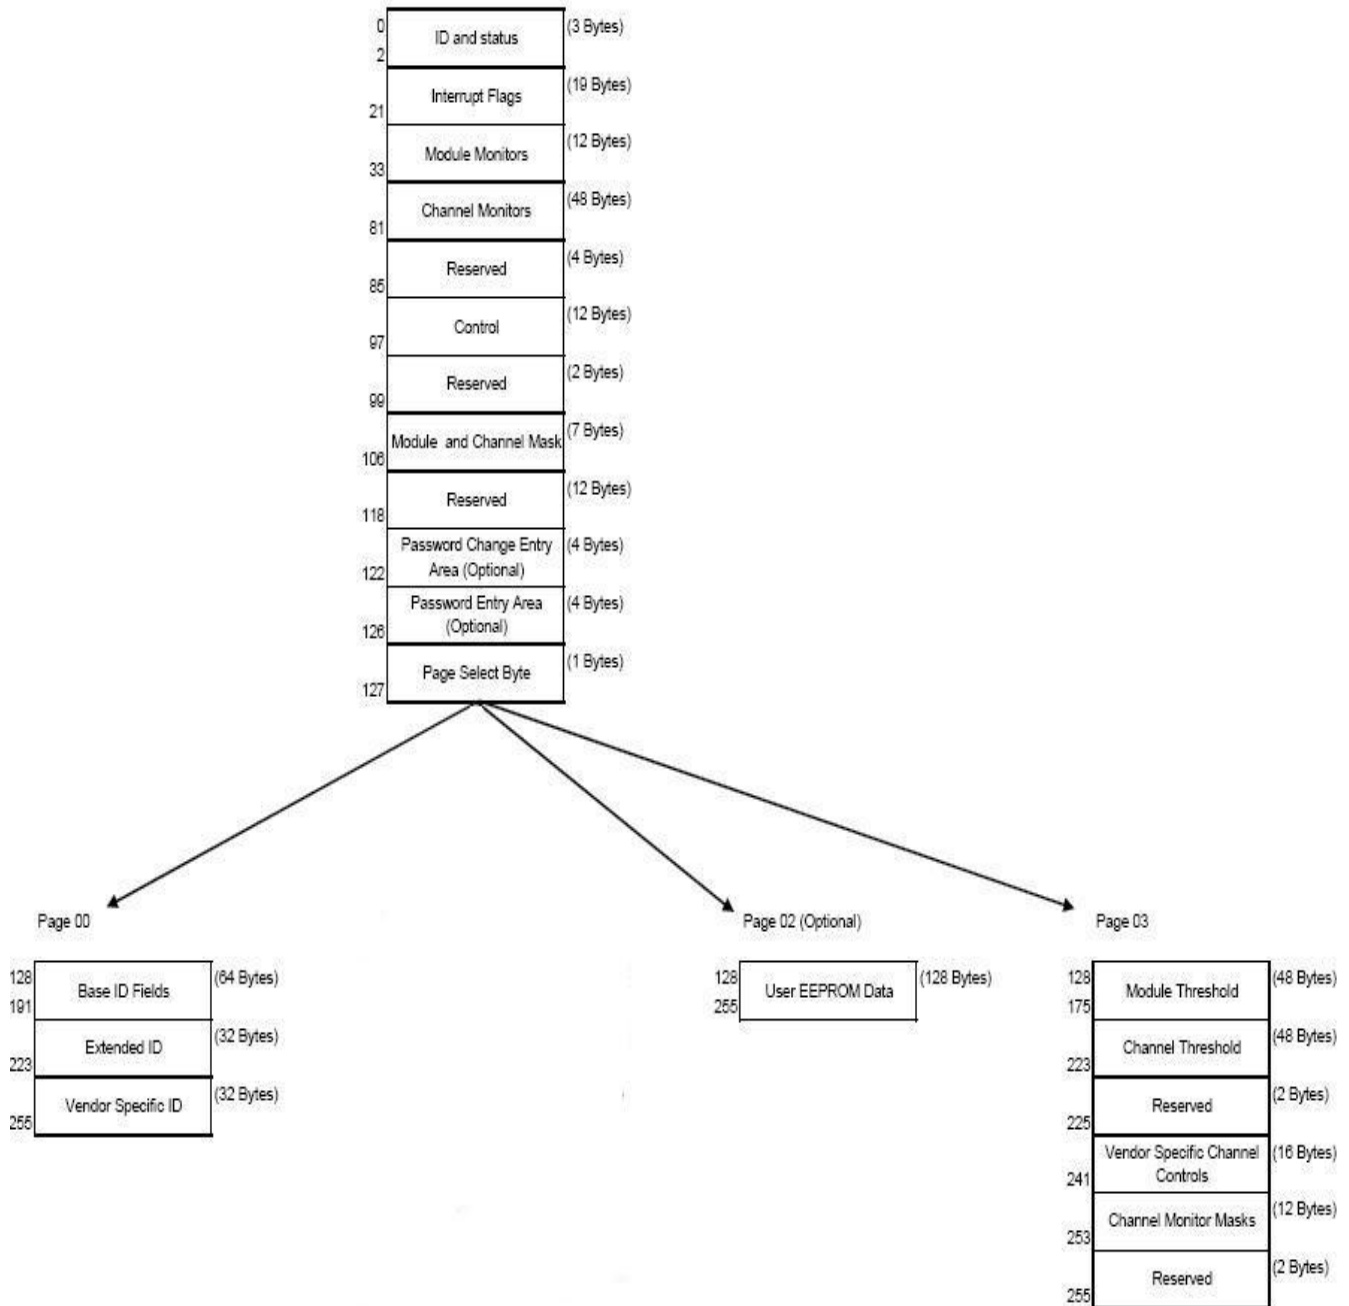 0 ID and status (3 Bytes)
2
Interrupt Flags (19 Bytes)
21
Module Monitors (12 Bytes)
33
Channel Monitors (48 Bytes)
81
Reserved (4 Bytes)
85
Control (12 Bytes)
97
Reserved (2 Bytes)
99
Module and Channel Mask (7 Bytes)
106
Reserved (12 Bytes)
118
Password Change Entry (4 Bytes)
122 Area (Optional)
Password Entry Area (4 Bytes)
126 (Optional)
Page Select Byte (1 Bytes)
127
Page 00
128 Base ID Fields (64 Bytes)
191
Extended ID (32 Bytes)
223
Vendor Specific ID (32 Bytes)
255
Page 02 (Optional)
128 User EEPROM Data (128 Bytes)
255
Page 03
128 Module Threshold (48 Bytes)
175
Channel Threshold (48 Bytes)
223
Reserved (2 Bytes)
225
Vendor Specific Channel (16 Bytes)
241 Controls
Channel Monitor Masks (12 Bytes)
253
Reserved (2 Bytes)
255